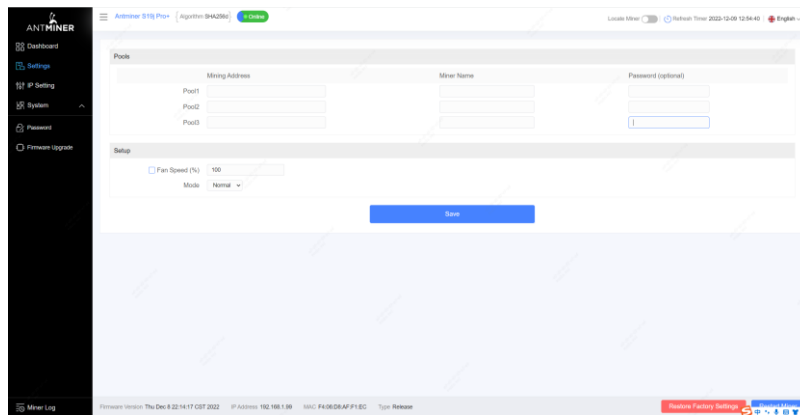 ANTMINER
Antminer S19j Pro+ Algorithm SHA256d Online
Locate Miner Refresh Timer 2022-12-09 12:54:40 English
Dashboard
Settings
IP Setting
System
Password
Firmware Upgrade
Pools
Mining Address Miner Name Password (optional)
Pool1
Pool2
Pool3
Setup
Fan Speed (%) 100
Mode Normal
Save
Miner Log
Firmware Version Thu Dec 8 22:14:17 CST 2022 IP Address 192.168.1.99 MAC F4:06:D8:AF:F1:EC Type Release
Restore Factory Settings Restart Miner
中